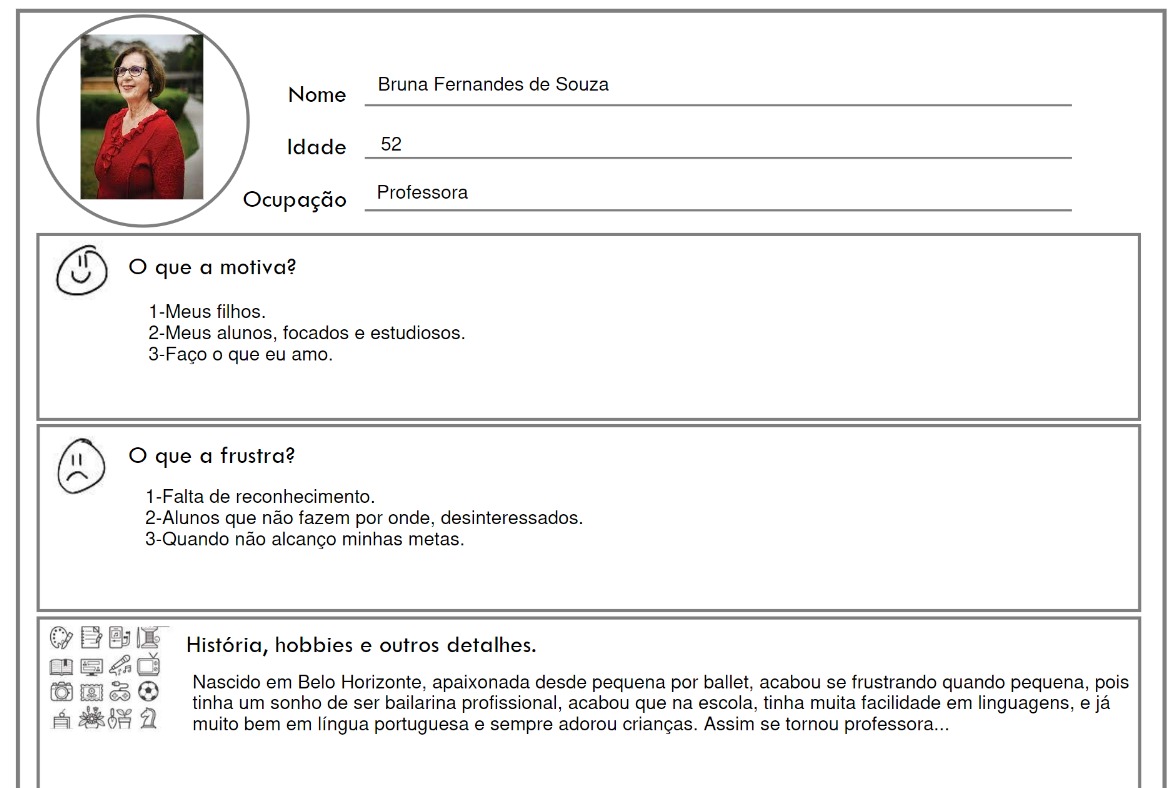 Nome Bruna Fernandes de Souza
Idade 52
Ocupação Professora
O que a motiva?
1-Meus filhos.
2-Meus alunos, focados e estudiosos.
3-Faço o que eu amo.
O que a frustra?
1-Falta de reconhecimento.
2-Alunos que não fazem por onde, desinteressados.
3-Quando não alcanço minhas metas.
História, hobbies e outros detalhes.
Nascido em Belo Horizonte, apaixonada desde pequena por ballet, acabou se frustrando quando pequena, pois
tinha um sonho de ser bailarina profissional, acabou que na escola, tinha muita facilidade em linguagens, e já
muito bem em língua portuguesa e sempre adorou crianças. Assim se tornou professora...